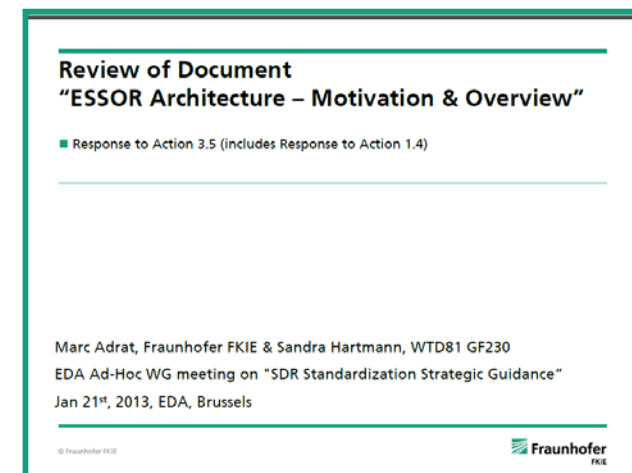 Review of Document
“ESSOR Architecture – Motivation & Overview”
Response to Action 3.5 (includes Response to Action 1.4)
Marc Adrat, Fraunhofer FKIE & Sandra Hartmann, WTD81 GF230
EDA Ad-Hoc WG meeting on "SDR Standardization Strategic Guidance”
Jan 21st, 2013, EDA, Brussels
© Fraunhofer FKIE
Fraunhofer
FKIE